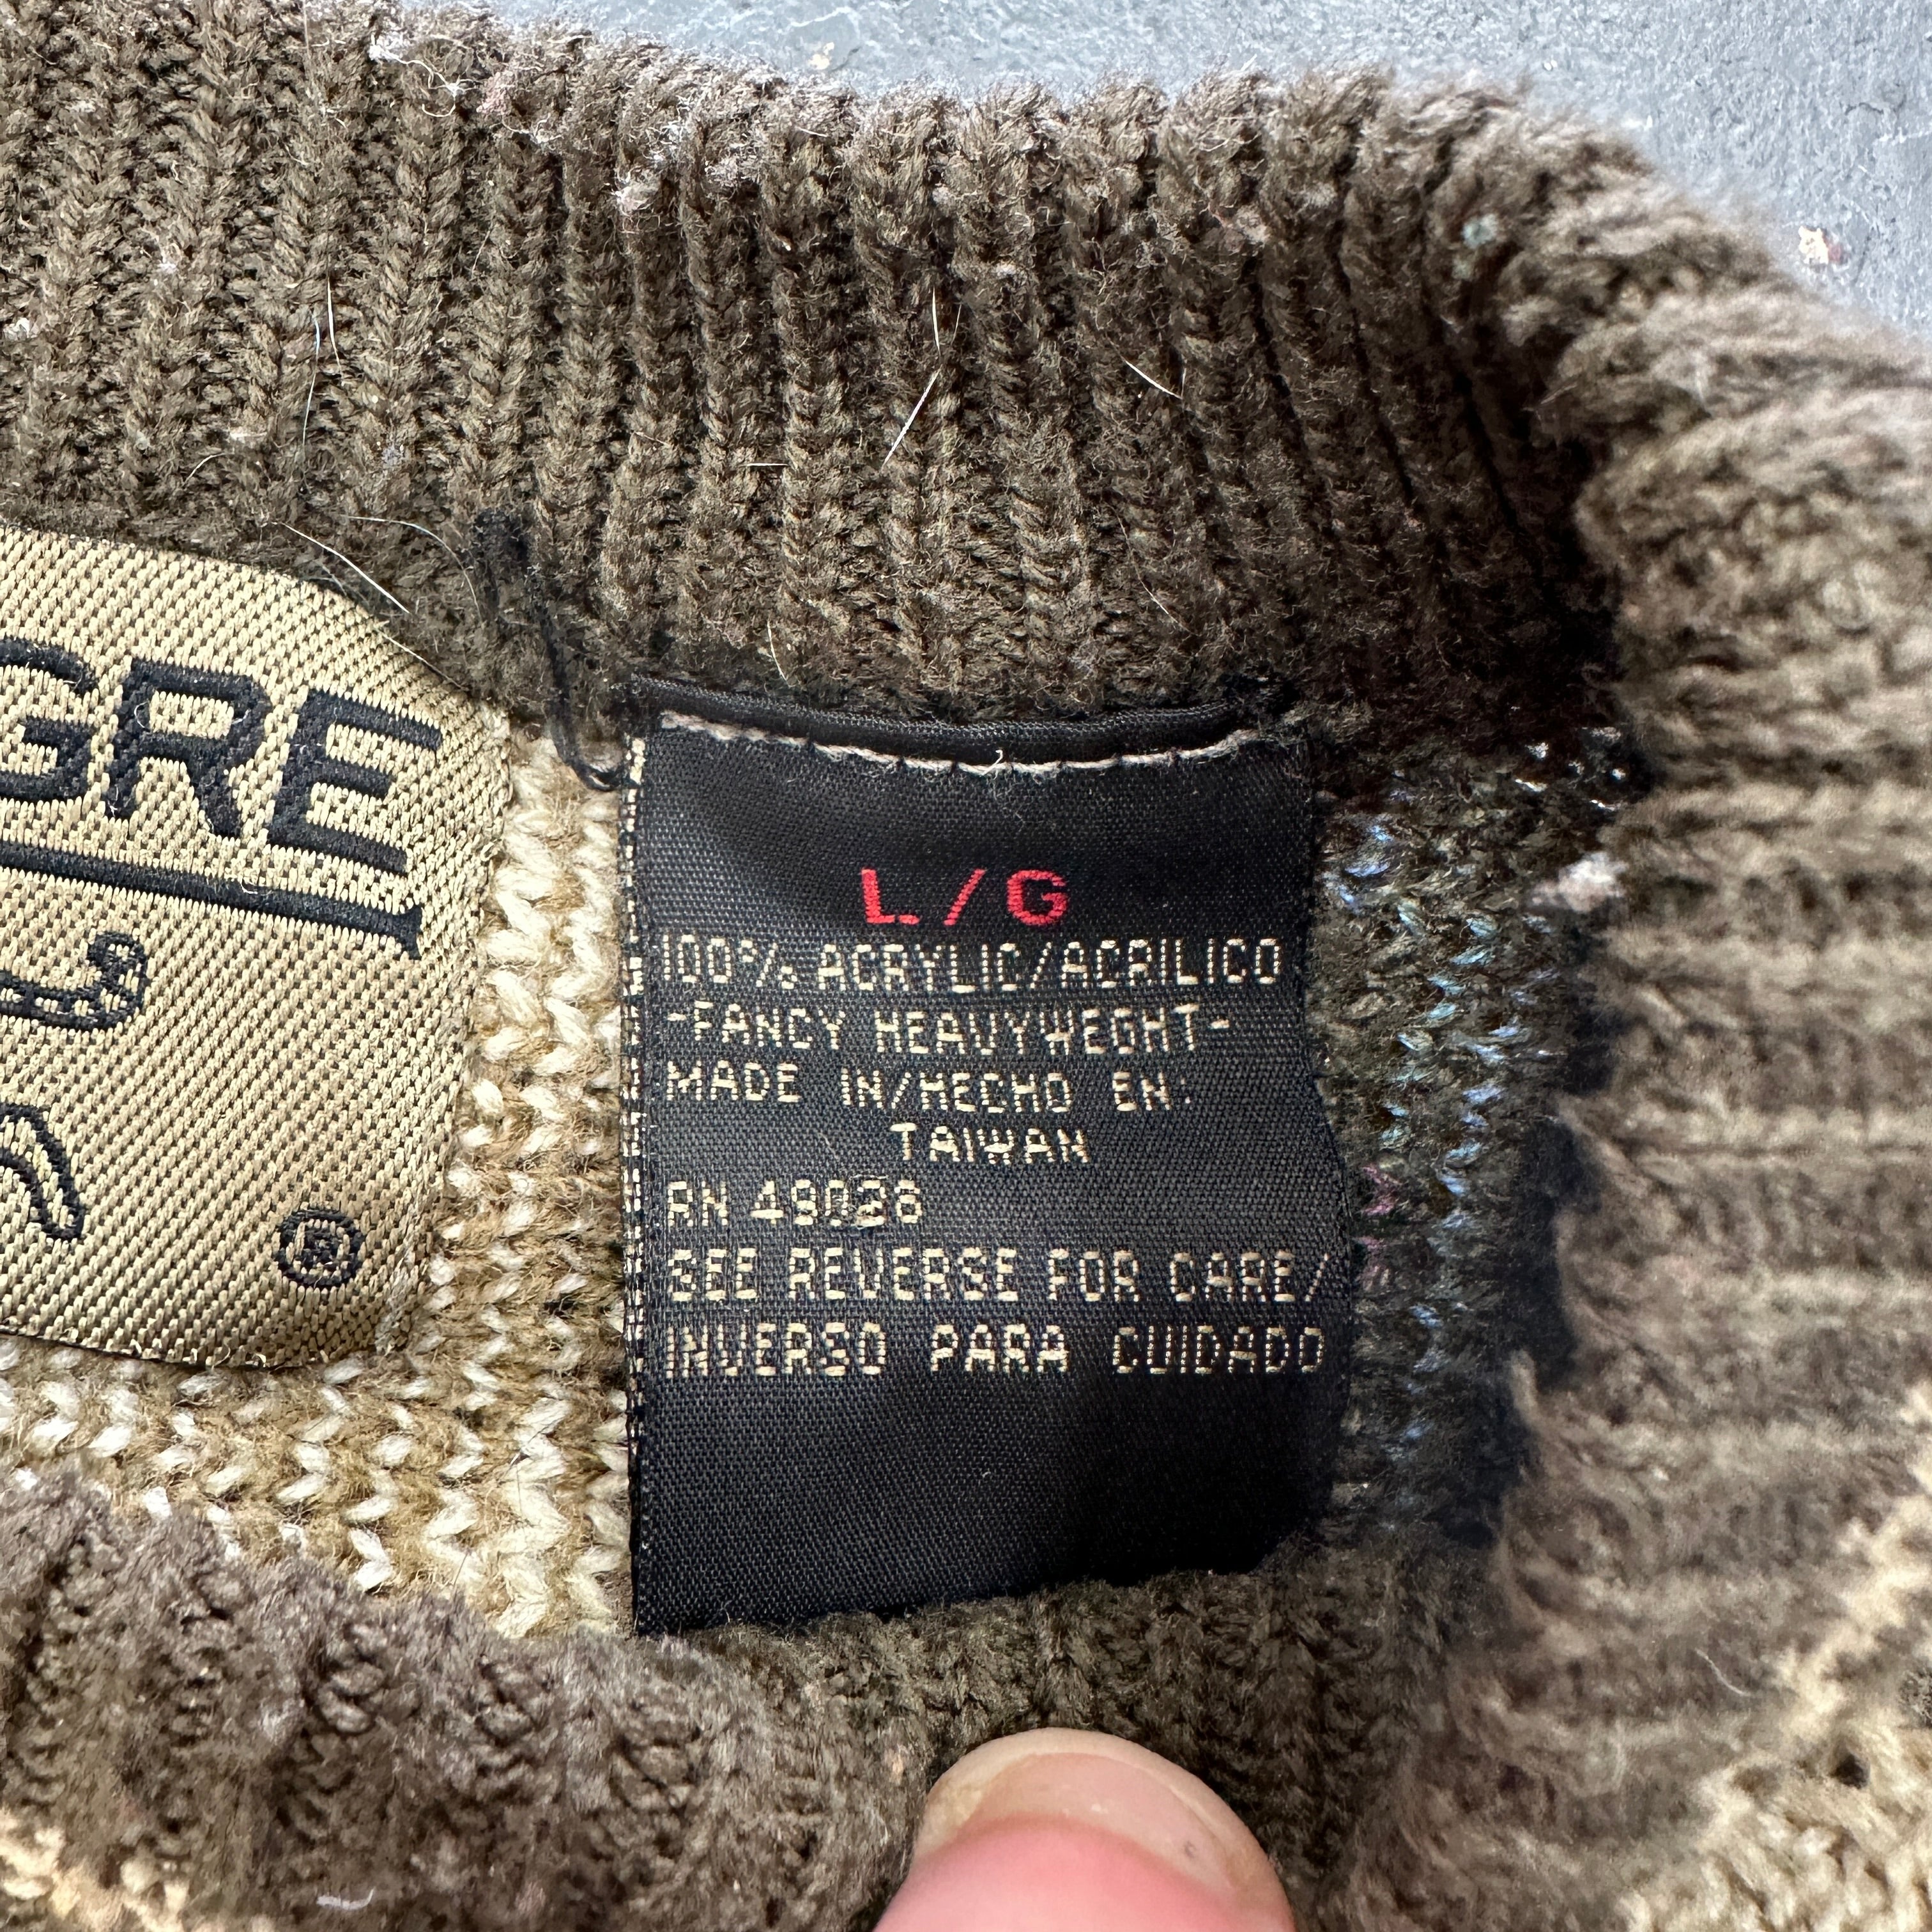 GRE
®
L/G
100% ACRYLIC/ACRILICO
-FANCY HEAVYWEGHT-
MADE IN/HECHO EN:
TAIWAN
RN 49036
SEE REVERSE FOR CARE/
INVERSO PARA CUIDADO